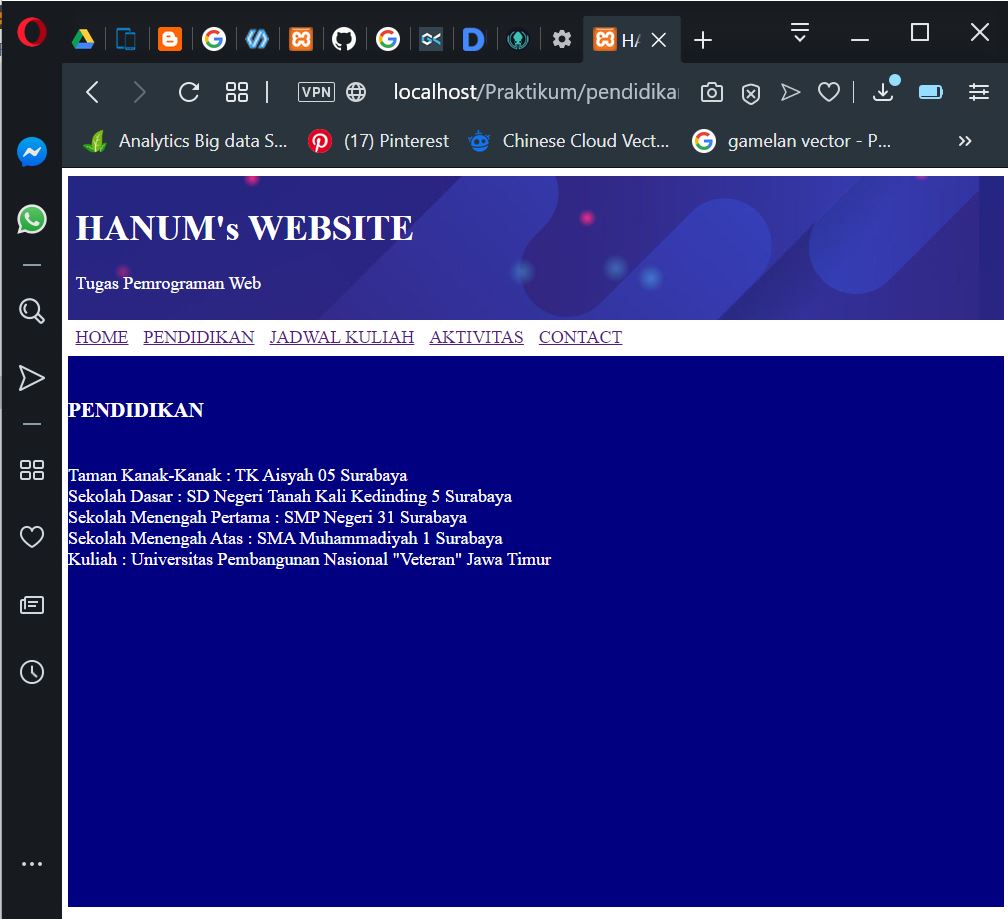 H
VPN localhost/Praktikum/pendidika
Analytics Big data S... (17) Pinterest Chinese Cloud Vect... gamelan vector - P...
HANUM's WEBSITE
Tugas Pemrograman Web
HOME PENDIDIKAN JADWAL KULIAH AKTIVITAS CONTACT
PENDIDIKAN
Taman Kanak-Kanak : TK Aisyah 05 Surabaya
Sekolah Dasar : SD Negeri Tanah Kali Kedinding 5 Surabaya
Sekolah Menengah Pertama : SMP Negeri 31 Surabaya
Sekolah Menengah Atas : SMA Muhammadiyah 1 Surabaya
Kuliah : Universitas Pembangunan Nasional "Veteran" Jawa Timur